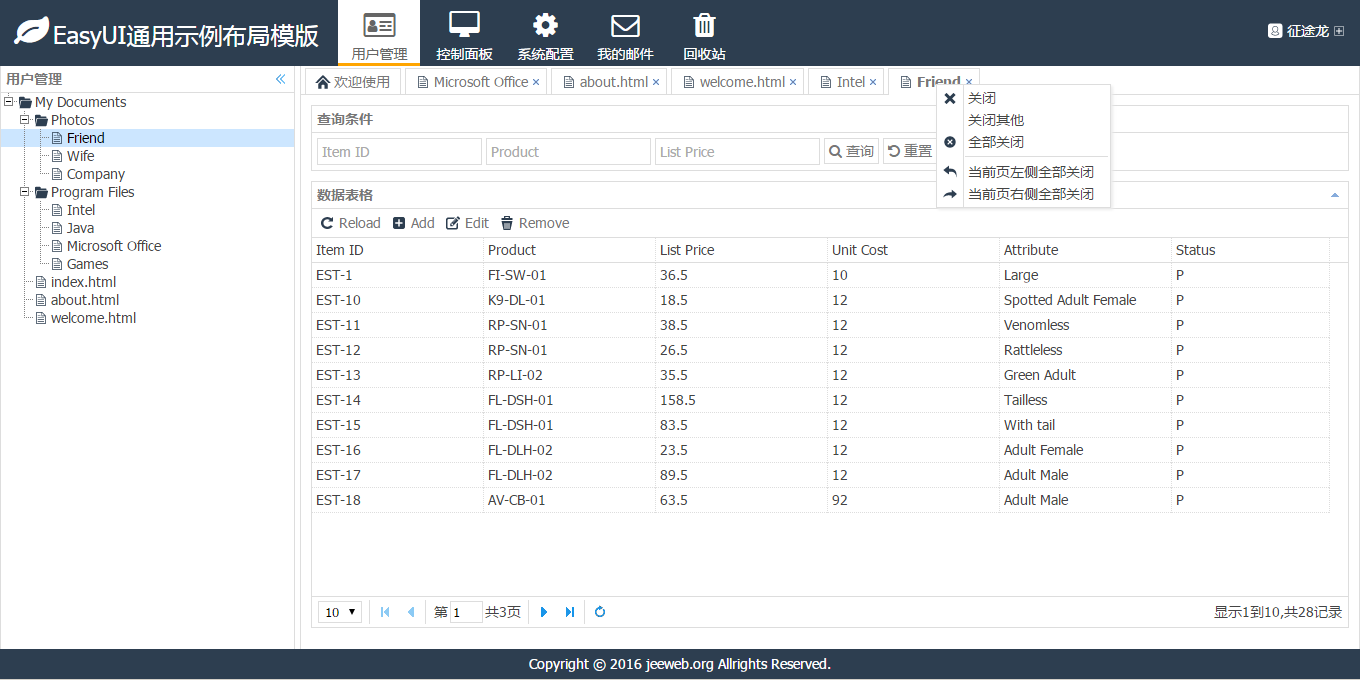 EasyUI通用示例布局模版
用户管理 控制面板 系统配置 我的邮件 回收站
征途龙
用户管理
My Documents
Photos
Friend
Wife
Company
Program Files
Intel
Java
Microsoft Office
Games
index.html
about.html
welcome.html
欢迎使用 Microsoft Office × about.html × welcome.html × Intel × Friend ×
关闭
关闭其他
全部关闭
当前页左侧全部关闭
当前页右侧全部关闭
查询条件
Item ID Product List Price 查询 重置
数据表格
Reload Add Edit Remove
Item ID Product List Price Unit Cost Attribute Status
EST-1 FI-SW-01 36.5 10 Large P
EST-10 K9-DL-01 18.5 12 Spotted Adult Female P
EST-11 RP-SN-01 38.5 12 Venomless P
EST-12 RP-SN-01 26.5 12 Rattleless P
EST-13 RP-LI-02 35.5 12 Green Adult P
EST-14 FL-DSH-01 158.5 12 Tailless P
EST-15 FL-DSH-01 83.5 12 With tail P
EST-16 FL-DLH-02 23.5 12 Adult Female P
EST-17 FL-DLH-02 89.5 12 Adult Male P
EST-18 AV-CB-01 63.5 92 Adult Male P
10 第 1 共3页 显示1到10,共28记录
Copyright © 2016 jeeweb.org Allrights Reserved.